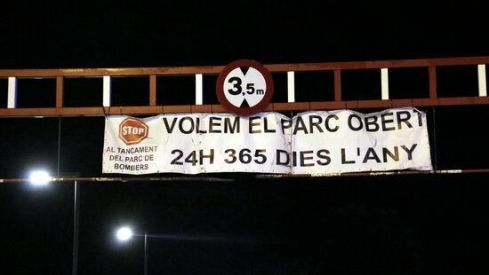 3,5m
STOP
AL TANCAMENT
DEL PARC DE
BOMBERS
VOLEM EL PARC OBERT
24H 365 DIES L'ANY